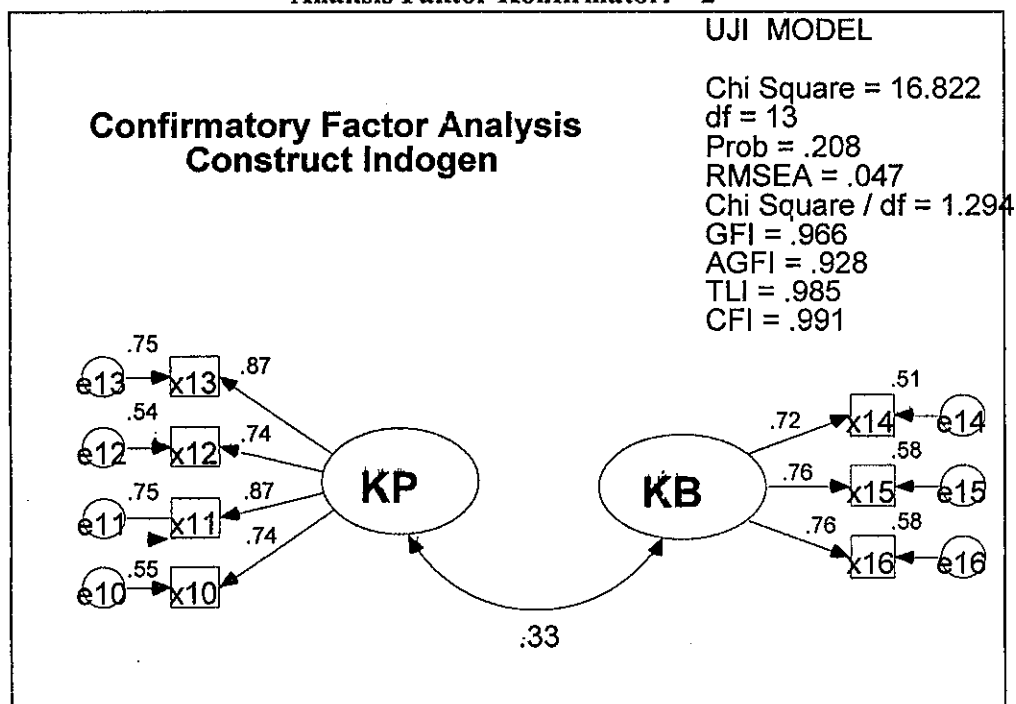 UJI MODEL
Chi Square = 16.822
df = 13
Prob = .208
RMSEA = .047
Chi Square / df = 1.294
GFI = .966
AGFI = .928
TLI = .985
CFI = .991
Confirmatory Factor Analysis
Construct Indogen
.75
e13
x13
.87
.54
e12
x12
.74
.75
e11
x11
.87
.55
e10
x10
.74
KP
KB
.33
.72
.51
x14
e14
.76
.58
x15
e15
.76
.58
x16
e16